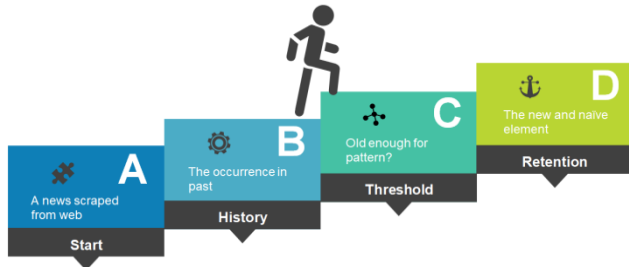 A
A news scraped
from web
Start
B
The occurrence in
past
History
C
Old enough for
pattern?
Threshold
D
The new and naïve
element
Retention